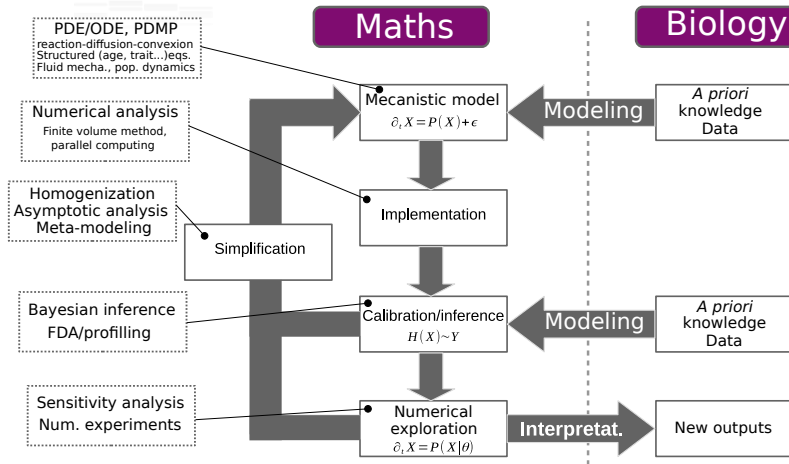 Maths
Biology
PDE/ODE, PDMP
reaction-diffusion-convexion
Structured (age, trait...)eqs.
Fluid mecha., pop. dynamics
Mecanistic model
∂ₜX=P(X)+ϵ
Modeling
A priori
knowledge
Data
Numerical analysis
Finite volume method,
parallel computing
Implementation
Homogenization
Asymptotic analysis
Meta-modeling
Simplification
Bayesian inference
FDA/profilling
Calibration/inference
H(X)~Y
Modeling
A priori
knowledge
Data
Sensitivity analysis
Num. experiments
Numerical
exploration
∂ₜX=P(X|θ)
Interpretat.
New outputs